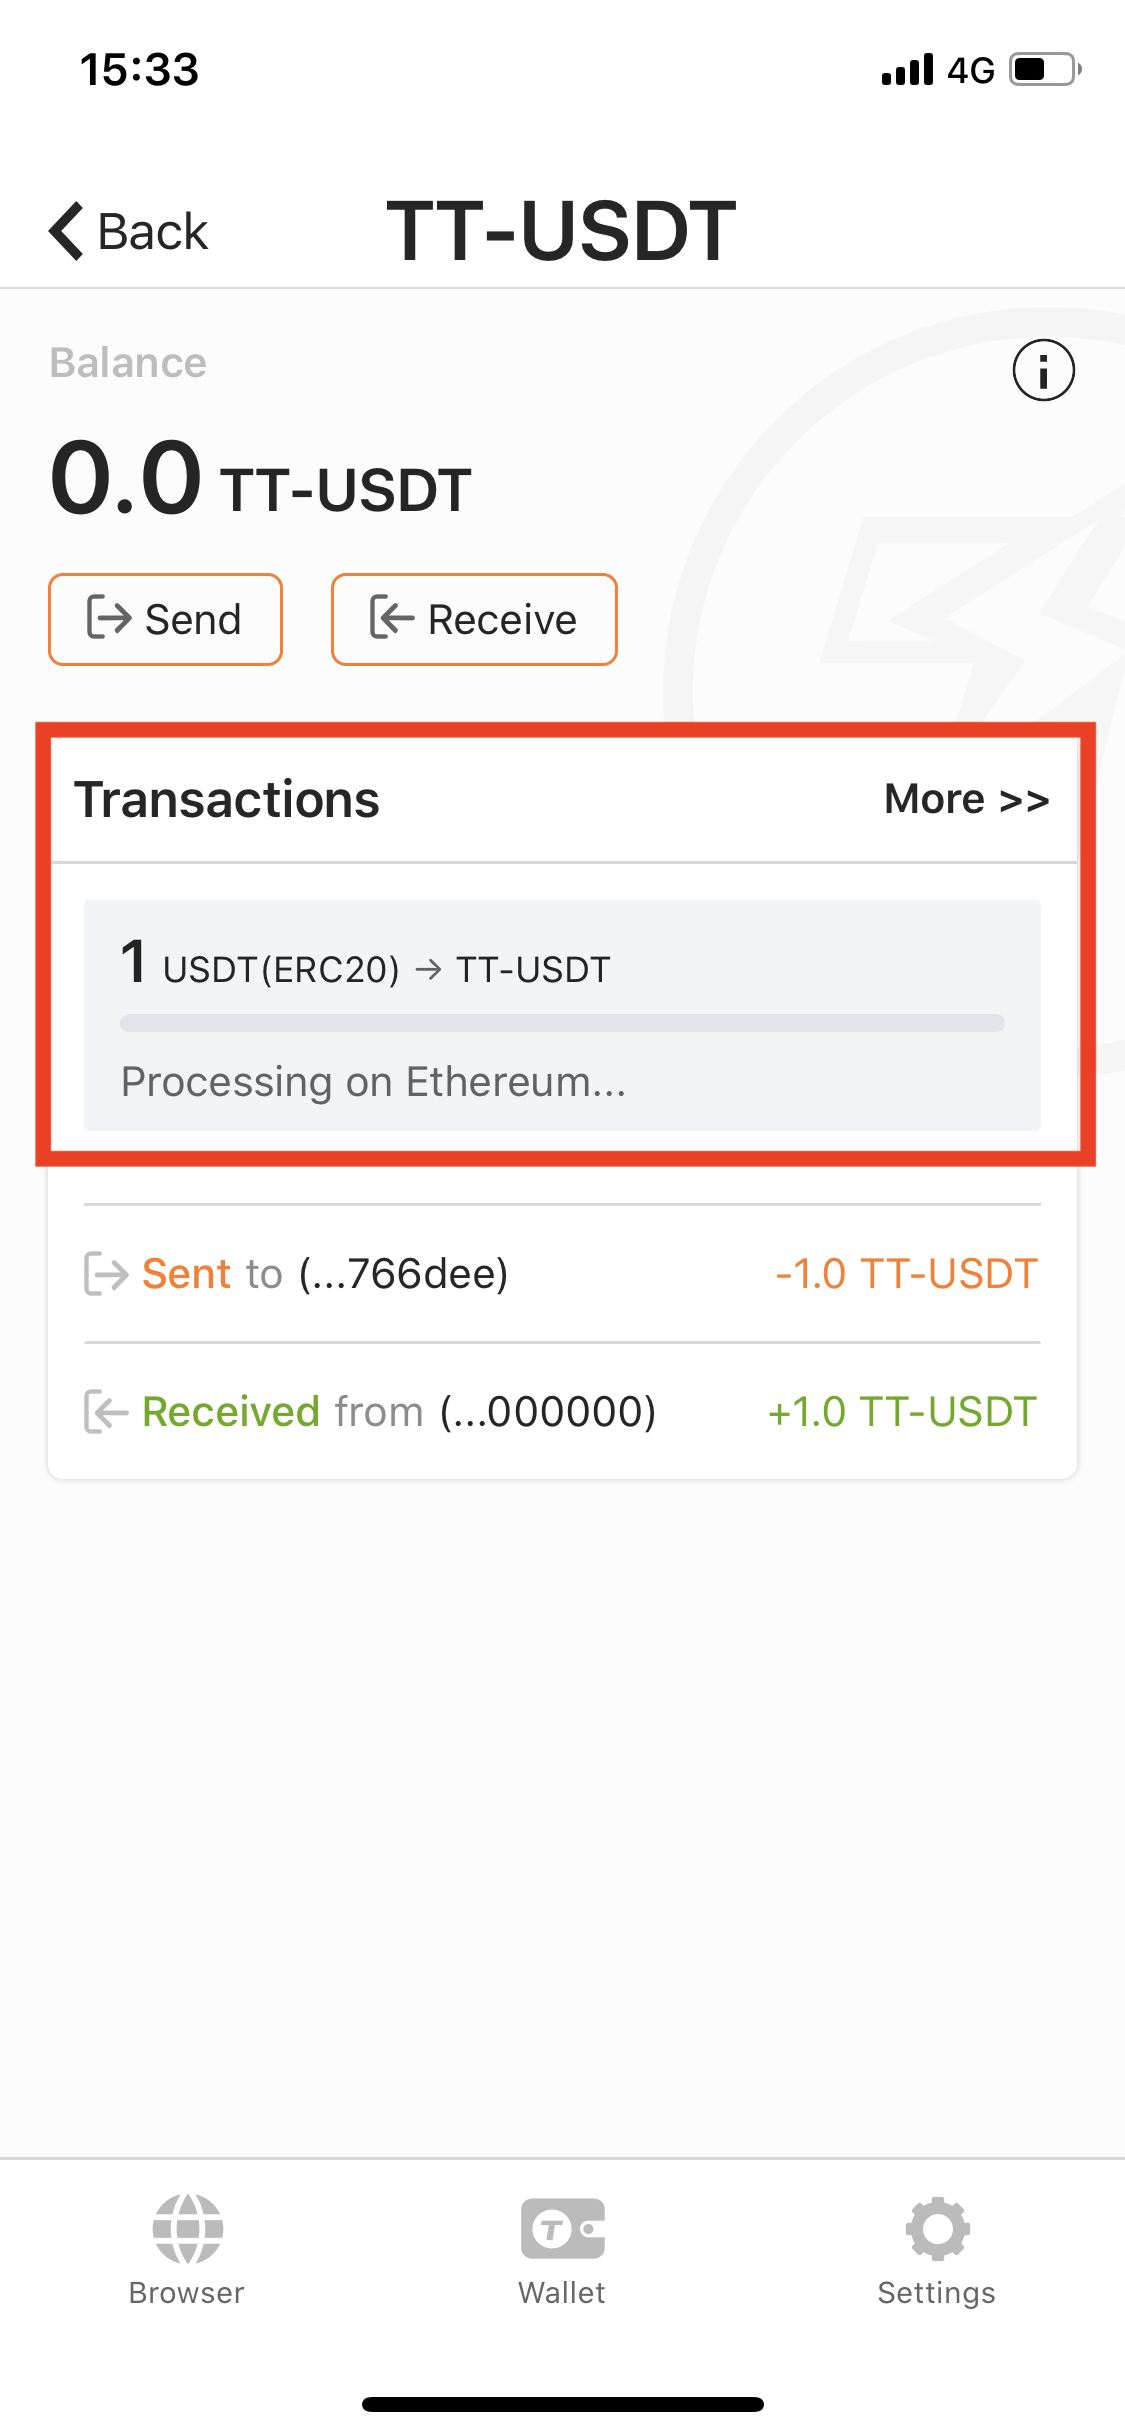 15:33 4G
Back TT-USDT
Balance
0.0 TT-USDT
Send Receive
Transactions More >>
1 USDT(ERC20) → TT-USDT
Processing on Ethereum...
Sent to (...766dee) -1.0 TT-USDT
Received from (...000000) +1.0 TT-USDT
Browser Wallet Settings